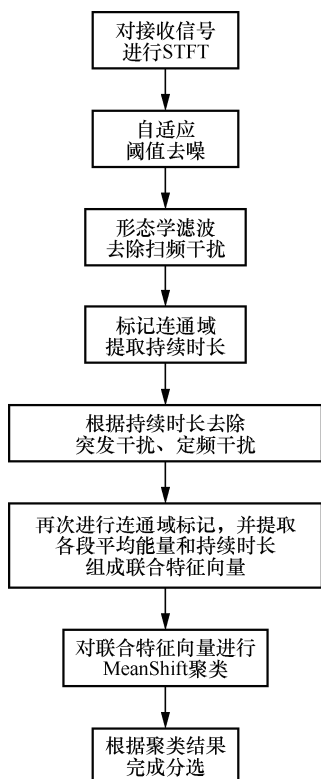 对接收信号
进行STFT
自适应
阈值去噪
形态学滤波
去除扫频干扰
标记连通域
提取持续时长
根据持续时长去除
突发干扰、定频干扰
再次进行连通域标记，并提取
各段平均能量和持续时长
组成联合特征向量
对联合特征向量进行
MeanShift聚类
根据聚类结果
完成分选